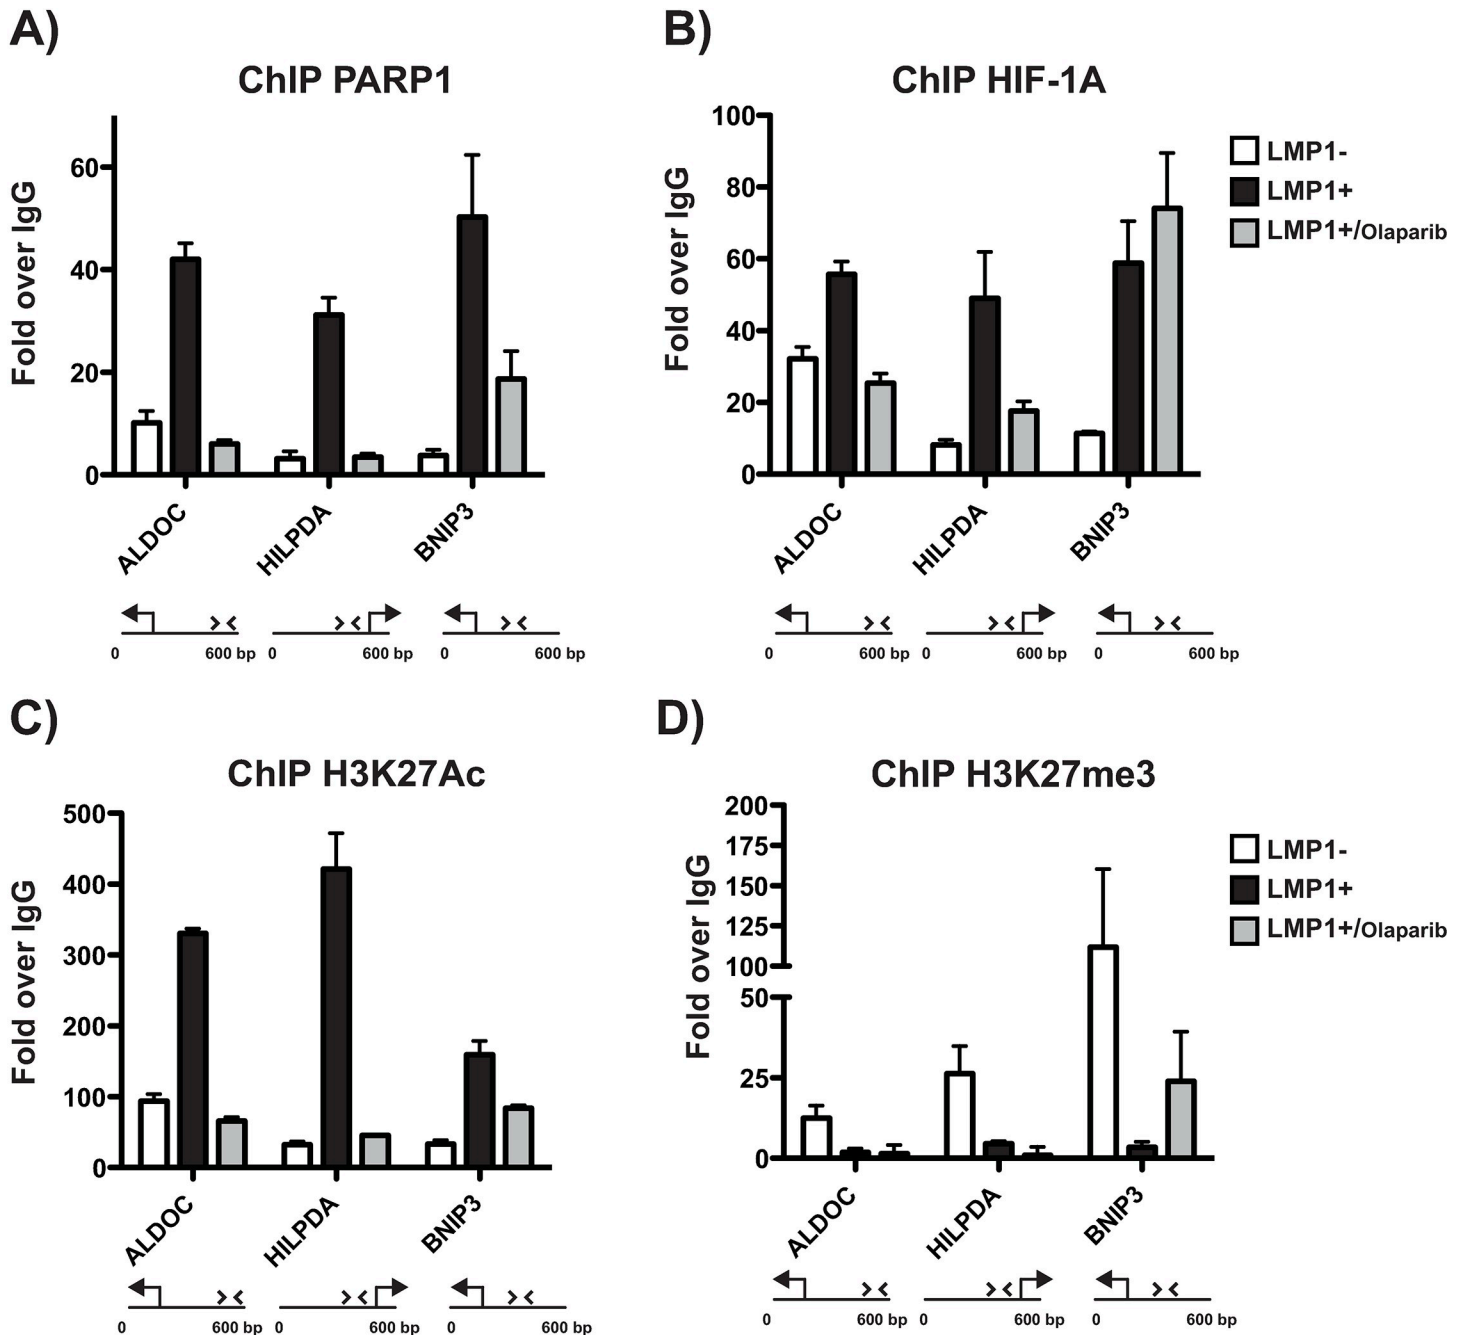 A)
ChIP PARP1
Fold over IgG
60
40
20
0
ALDOC
HILPDA
BNIP3
0 600 bp 0 600 bp 0 600 bp
B)
ChIP HIF-1A
Fold over IgG
100
80
60
40
20
0
ALDOC
HILPDA
BNIP3
0 600 bp 0 600 bp 0 600 bp
LMP1-
LMP1+
LMP1+/Olaparib
C)
ChIP H3K27Ac
Fold over IgG
500
400
300
200
100
0
ALDOC
HILPDA
BNIP3
0 600 bp 0 600 bp 0 600 bp
D)
ChIP H3K27me3
Fold over IgG
200
175
150
125
100
50
25
0
ALDOC
HILPDA
BNIP3
0 600 bp 0 600 bp 0 600 bp
LMP1-
LMP1+
LMP1+/Olaparib